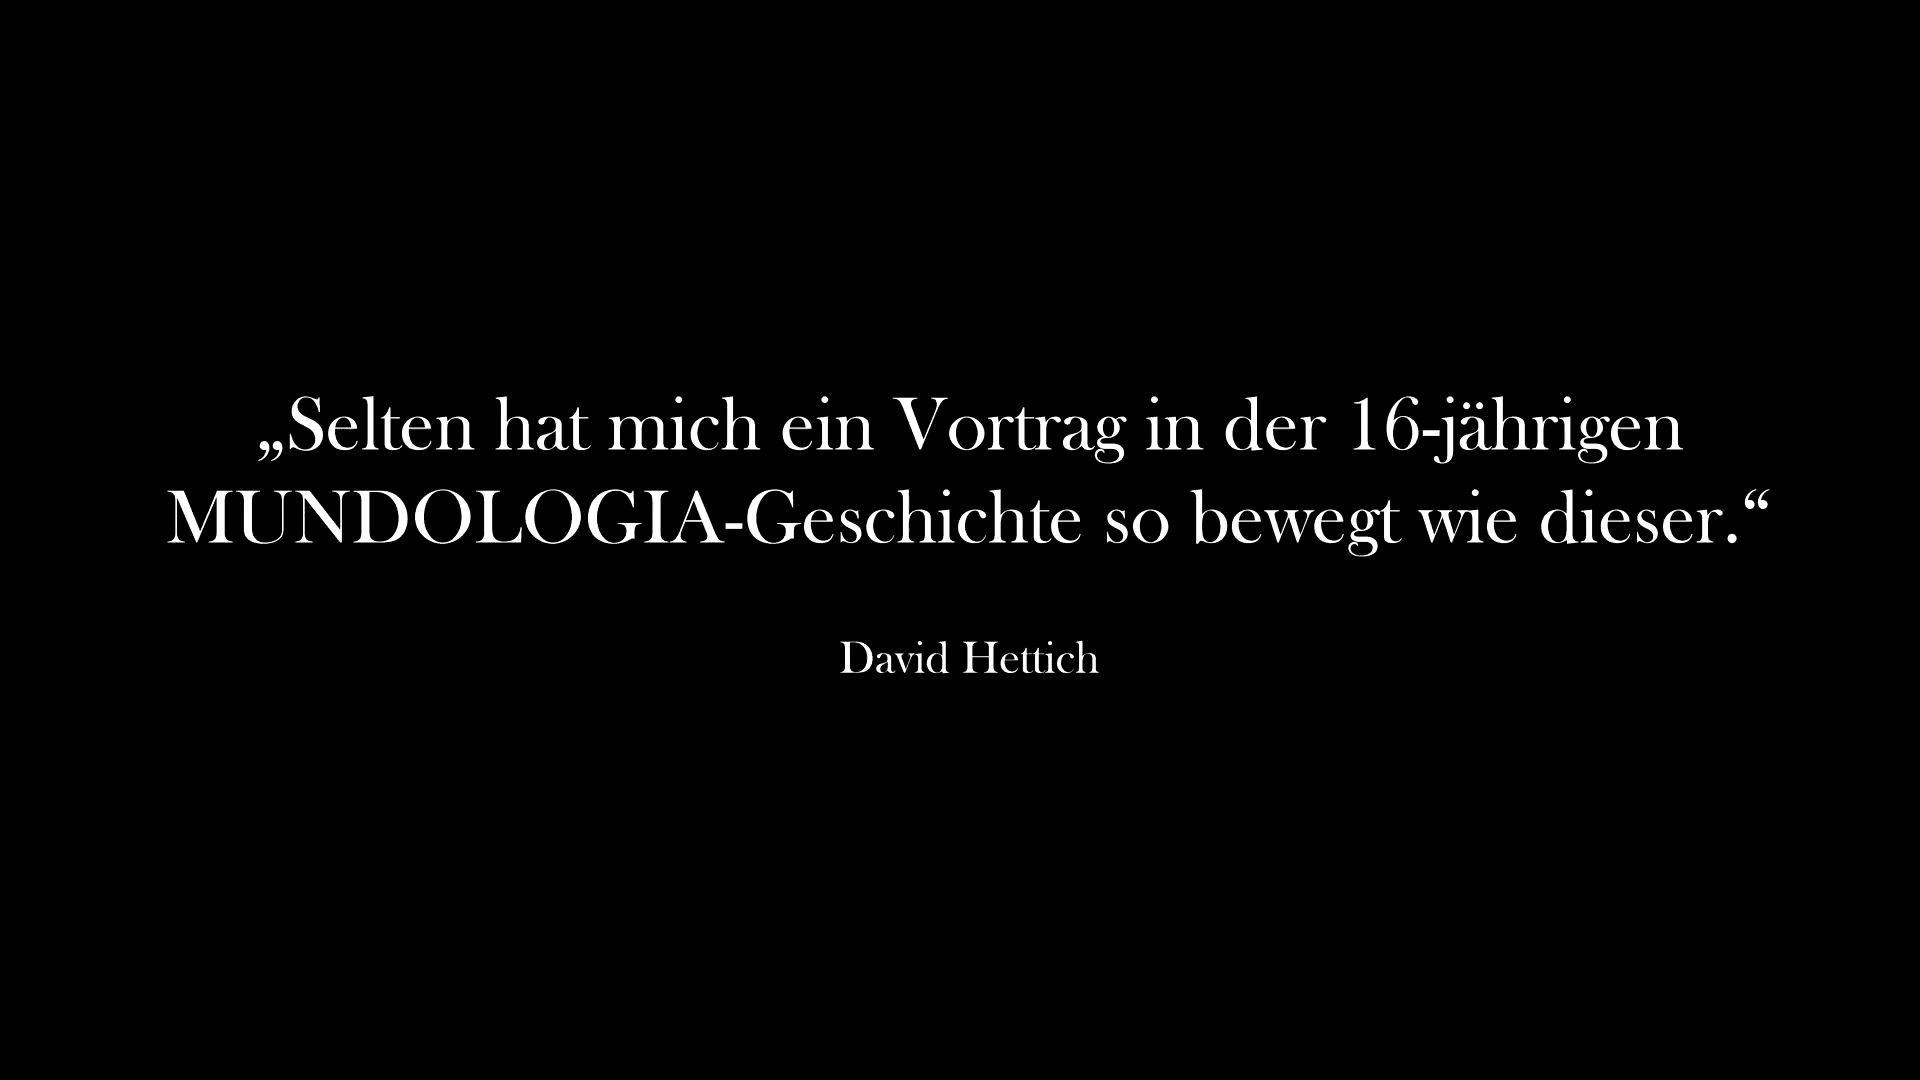 „Selten hat mich ein Vortrag in der 16-jährigen
MUNDOLOGIA-Geschichte so bewegt wie dieser.“
David Hettich